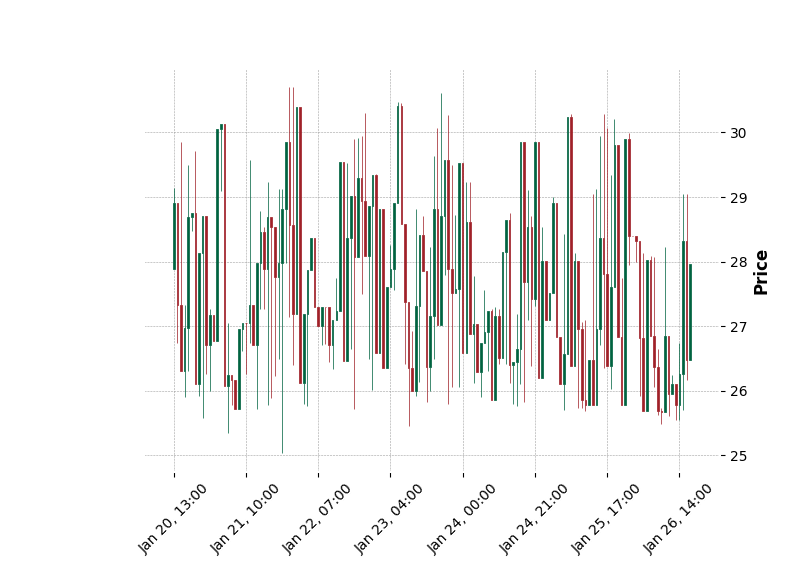 30
29
28
27
26
25
Price
Jan 20, 13:00
Jan 21, 10:00
Jan 22, 07:00
Jan 23, 04:00
Jan 24, 00:00
Jan 24, 21:00
Jan 25, 17:00
Jan 26, 14:00